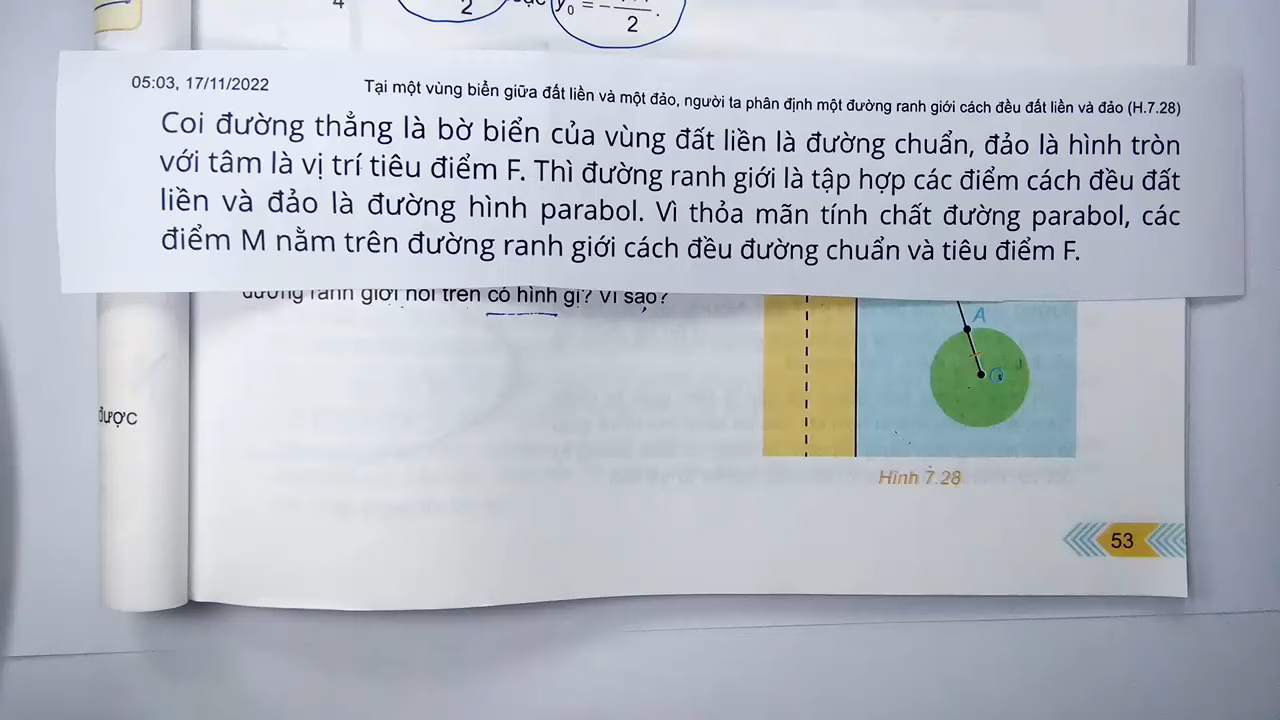 4
2
y₀ = -
2
05:03, 17/11/2022 Tại một vùng biển giữa đất liền và một đảo, người ta phân định một đường ranh giới cách đều đất liền và đảo (H.7.28)
Coi đường thẳng là bờ biển của vùng đất liền là đường chuẩn, đảo là hình tròn
với tâm là vị trí tiêu điểm F. Thì đường ranh giới là tập hợp các điểm cách đều đất
liền và đảo là đường hình parabol. Vì thỏa mãn tính chất đường parabol, các
điểm M nằm trên đường ranh giới cách đều đường chuẩn và tiêu điểm F.
đường ranh giới nói trên có hình gì? Vì sao?
A
O
được
Hình 7.28
53